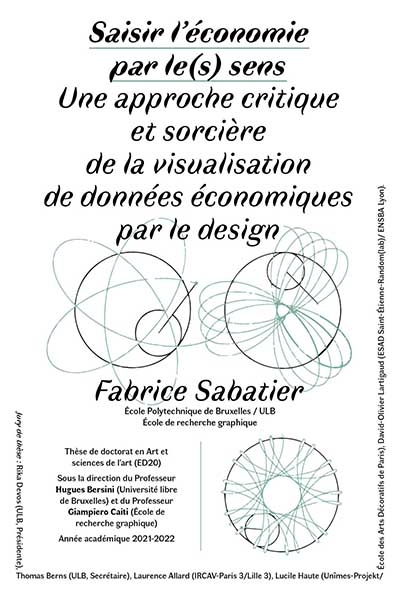 Saisir l’économie
par le(s) sens
Une approche critique
et sorcière
de la visualisation
de données économiques
par le design
Fabrice Sabatier
École Polytechnique de Bruxelles / ULB
École de recherche graphique
Thèse de doctorat en Art et
sciences de l’art (ED20)
Sous la direction du Professeur
Hugues Bersini (Université libre
de Bruxelles) et du Professeur
Giampiero Caiti (École de
recherche graphique)
Année académique 2021-2022
Jury de thèse : Rika Devos (ULB, Présidente),
Thomas Berns (ULB, Secrétaire), Laurence Allard (IRCAV-Paris 3/Lille 3), Lucile Haute (Unîmes-Projekt/
École des Arts Décoratifs de Paris), David-Olivier Lartigaud (ESAD Saint-Étienne-Random(lab)/ ENSBA Lyon).